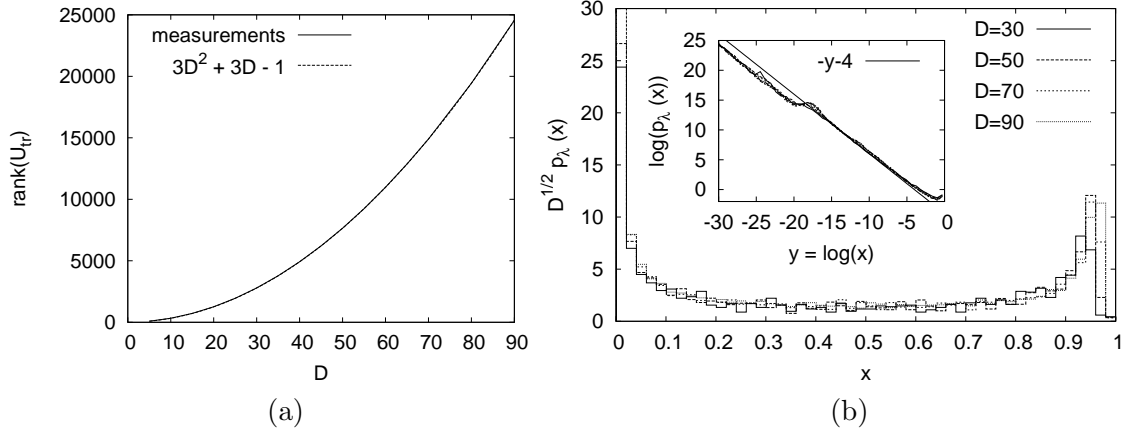 25000
20000
15000
10000
5000
0
rank(U_tr)
measurements
3D^2 + 3D - 1
0 10 20 30 40 50 60 70 80 90
D
(a)
30
25
20
15
10
5
0
D^{1/2} p_λ (x)
D=30
D=50
D=70
D=90
25
20
15
10
5
0
log(p_λ (x))
-y-4
-30 -25 -20 -15 -10 -5 0
y = log(x)
0 0.1 0.2 0.3 0.4 0.5 0.6 0.7 0.8 0.9 1
x
(b)